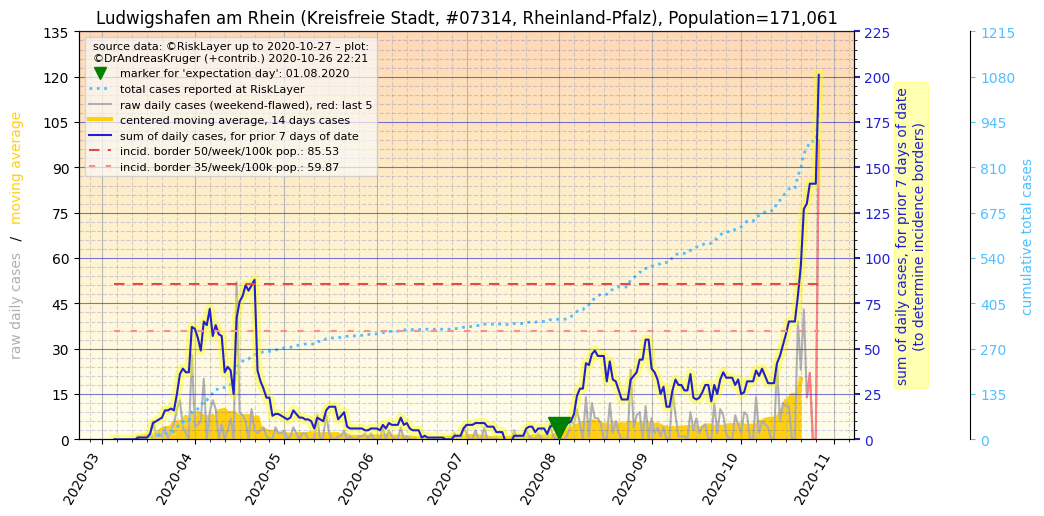 Ludwigshafen am Rhein (Kreisfreie Stadt, #07314, Rheinland-Pfalz), Population=171,061
source data: ©RiskLayer up to 2020-10-27 – plot:
©DrAndreasKruger (+contrib.) 2020-10-26 22:21
marker for 'expectation day': 01.08.2020
total cases reported at RiskLayer
raw daily cases (weekend-flawed), red: last 5
centered moving average, 14 days cases
sum of daily cases, for prior 7 days of date
incid. border 50/week/100k pop.: 85.53
incid. border 35/week/100k pop.: 59.87
raw daily cases / moving average
135
120
105
90
75
60
45
30
15
0
2020-03
2020-04
2020-05
2020-06
2020-07
2020-08
2020-09
2020-10
2020-11
225
200
175
150
125
100
75
50
25
0
sum of daily cases, for prior 7 days of date
(to determine incidence borders)
1215
1080
945
810
675
540
405
270
135
0
cumulative total cases